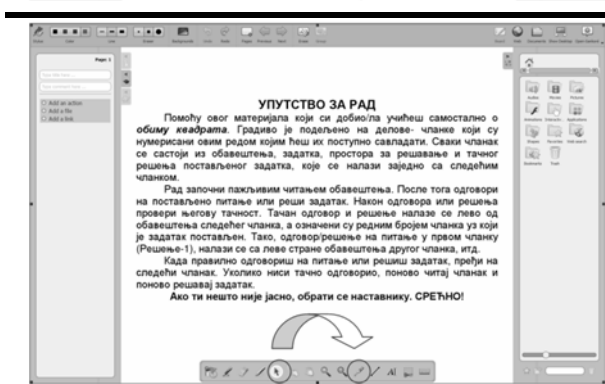 Page: 1
Add an action
Add a file
Add a link
УПУТСТВО ЗА РАД
Помоћу овог материјала који си добио/ла учићеш самостално о
обиму квадрата. Градиво је подељено на делове- чланке који су
нумерисани овим редом којим ћеш их поступно савладати. Сваки чланак
се састоји из обавештења, задатка, простора за решавање и тачног
решења постављеног задатка, које се налази заједно са следећим
чланком.
Рад започни пажљивим читањем обавештења. После тога одговори
на постављено питање или реши задатак. Након одговора или решења
провери његову тачност. Тачан одговор и решење налазе се лево од
обавештења следећег чланка, а означени су редним бројем чланка уз који
је задатак постављен. Тако, одговор/решење на питање у првом чланку
(Решење-1), налази се са леве стране обавештења другог чланка, итд.
Када правилно одговориш на питање или решиш задатак, пређи на
следећи чланак. Уколико ниси тачно одговорио, поново читај чланак и
поново решавај задатак.
Ако ти нешто није јасно, обрати се наставнику. СРЕЋНО!